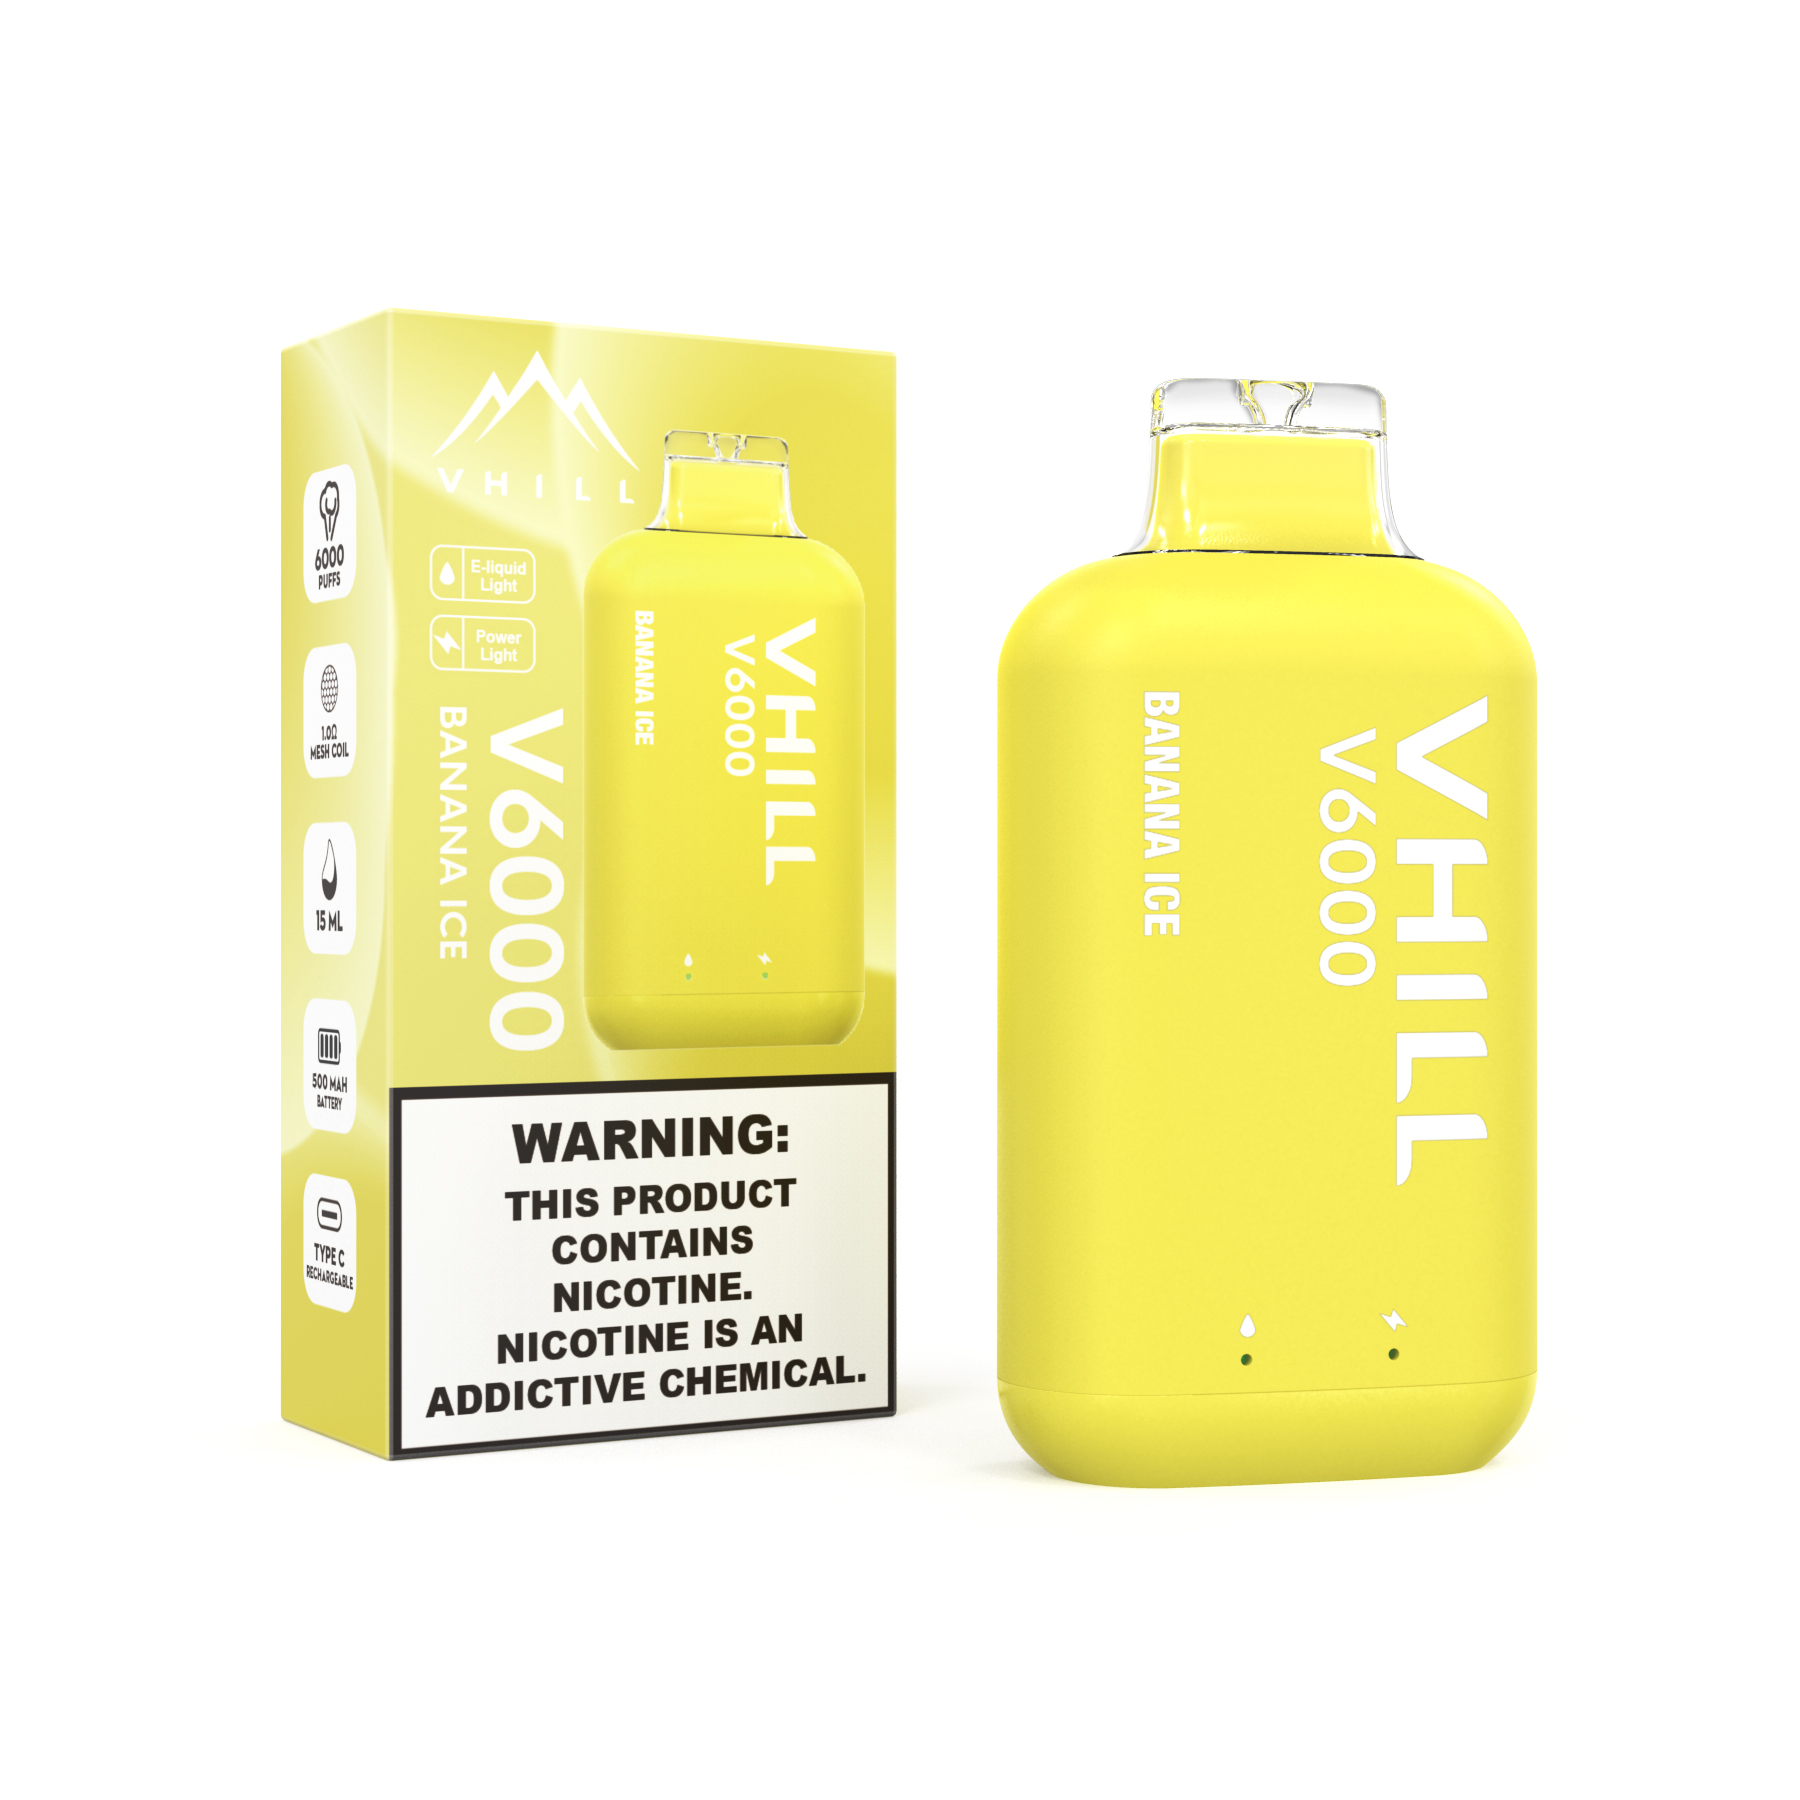 6000
PUFFS
1.0Ω
MESH COIL
15 ML
500 MAH
BATTERY
TYPE C
RECHARGEABLE
VHILL
E-liquid
Light
Power
Light
V6000
BANANA ICE
VHILL
V6000
BANANA ICE
WARNING:
THIS PRODUCT
CONTAINS
NICOTINE.
NICOTINE IS AN
ADDICTIVE CHEMICAL.
VHILL
V6000
BANANA ICE